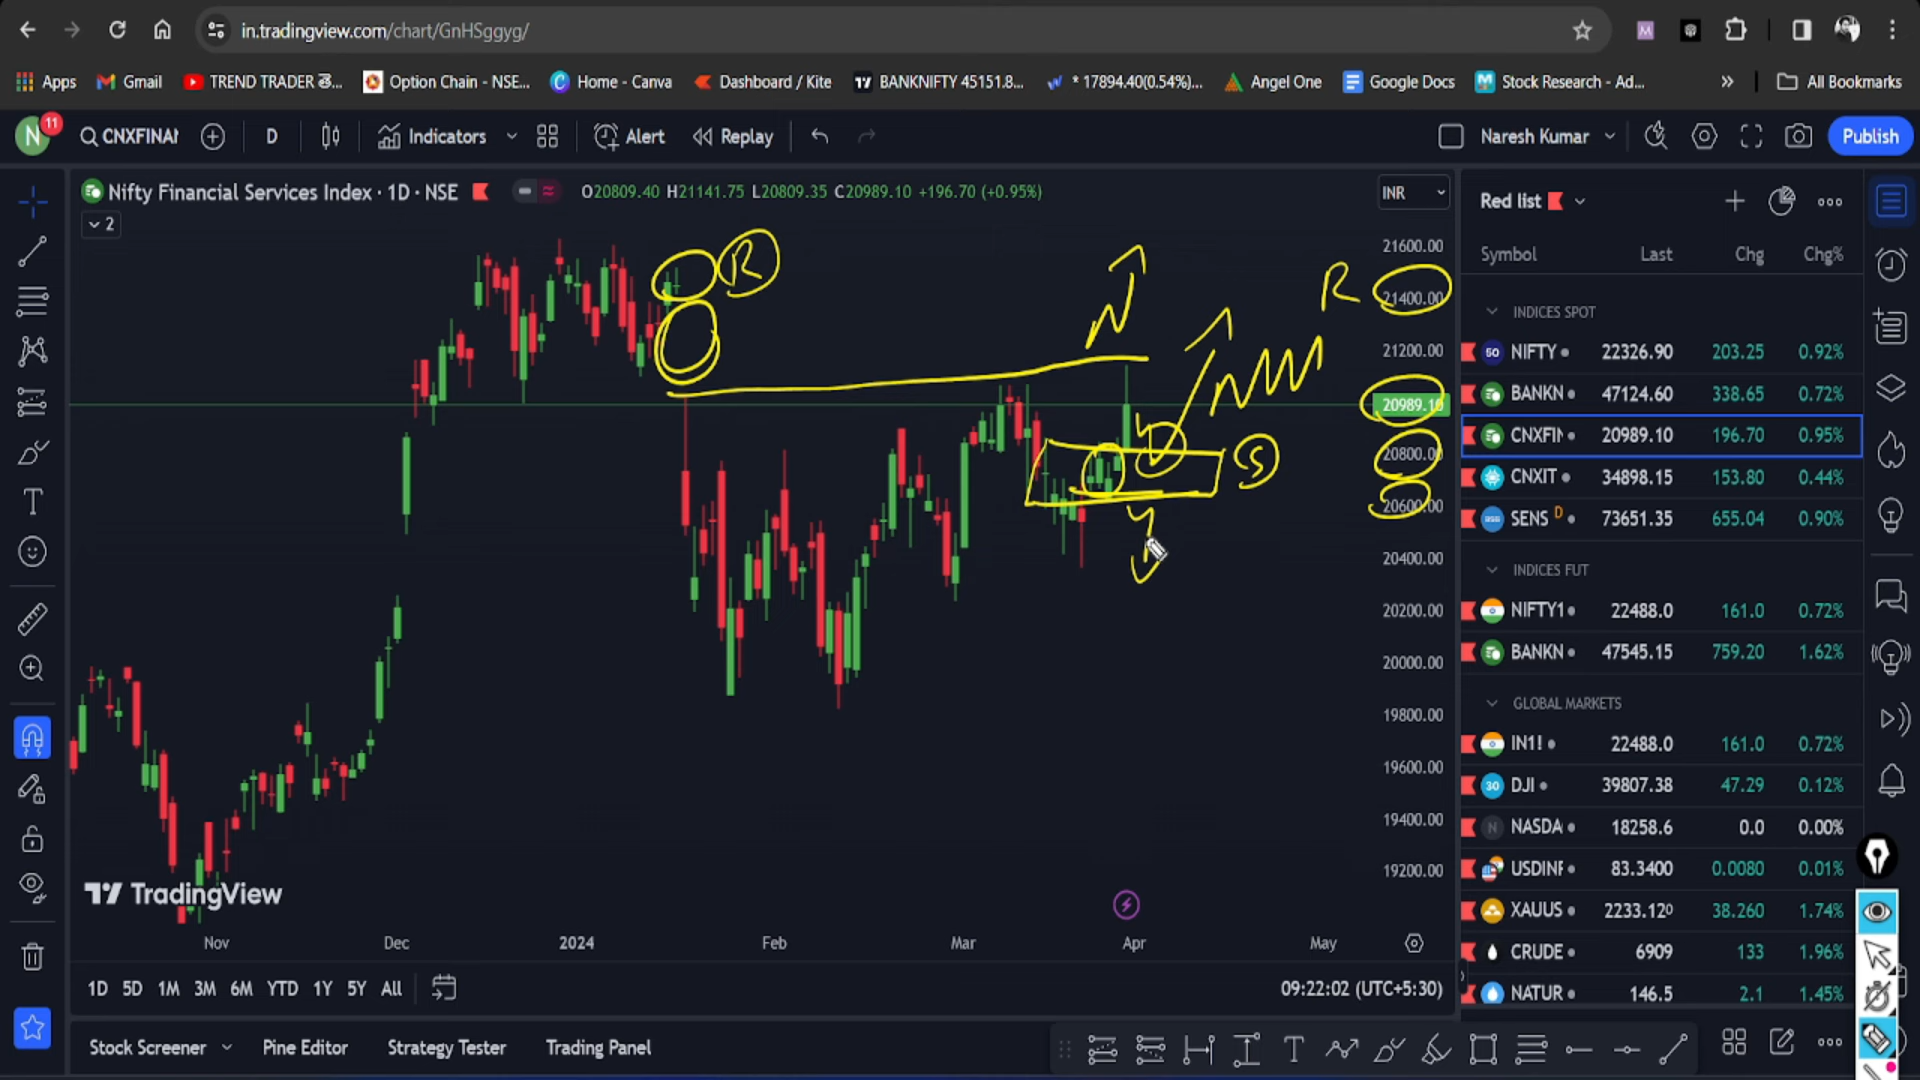 in.tradingview.com/chart/GnHSggyg/
Apps Gmail TREND TRADER తె... Option Chain - NSE... Home - Canva Dashboard / Kite BANKNIFTY 45151.8... * 17894.40(0.54%)... Angel One Google Docs Stock Research - Ad... » All Bookmarks
N 11 CNXFINAN D Indicators Alert Replay Naresh Kumar Publish
Nifty Financial Services Index · 1D · NSE O20809.40 H21141.75 L20809.35 C20989.10 +196.70 (+0.95%) INR
2
Red list
Symbol Last Chg Chg%
INDICES SPOT
50 NIFTY 22326.90 203.25 0.92%
BANKN 47124.60 338.65 0.72%
CNXFIN 20989.10 196.70 0.95%
CNXIT 34898.15 153.80 0.44%
SENS D 73651.35 655.04 0.90%
INDICES FUT
NIFTY1 22488.0 161.0 0.72%
BANKN 47545.15 759.20 1.62%
GLOBAL MARKETS
IN1! 22488.0 161.0 0.72%
30 DJI 39807.38 47.29 0.12%
N NASDA 18258.6 0.0 0.00%
USDINF 83.3400 0.0080 0.01%
XAUUS 2233.120 38.260 1.74%
CRUDE 6909 133 1.96%
NATUR 146.5 2.1 1.45%
R
R
S
21600.00
21400.00
21200.00
20989.10
20800.00
20600.00
20400.00
20200.00
20000.00
19800.00
19600.00
19400.00
19200.00
TradingView
Nov Dec 2024 Feb Mar Apr May
1D 5D 1M 3M 6M YTD 1Y 5Y All 09:22:02 (UTC+5:30)
Stock Screener Pine Editor Strategy Tester Trading Panel